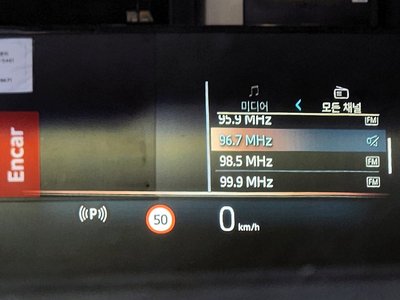 미디어
모든 채널
95.9 MHz FM
96.7 MHz
98.5 MHz FM
99.9 MHz FM
Encar
((P))
50
0 km/h